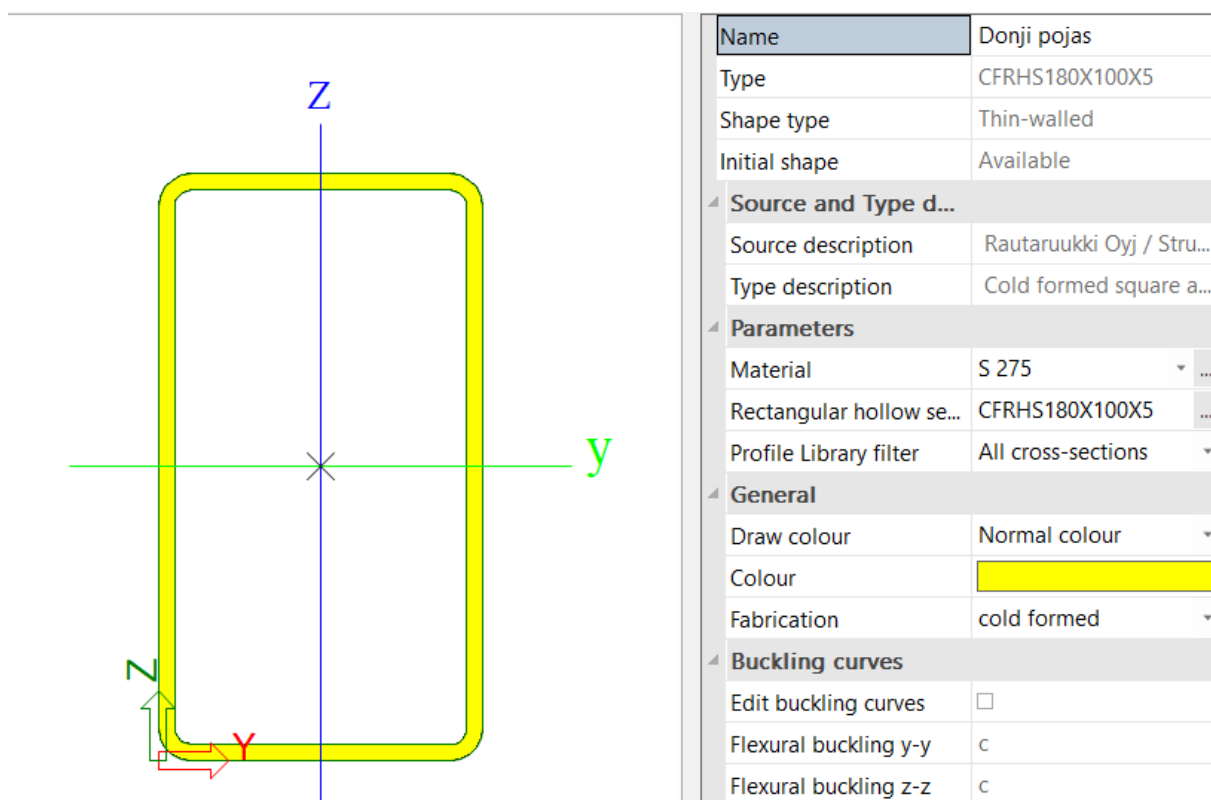 Z
y
Z
Y
Name Donji pojas
Type CFRHS180X100X5
Shape type Thin-walled
Initial shape Available
Source and Type d...
Source description Rautaruukki Oyj / Stru...
Type description Cold formed square a...
Parameters
Material S 275 ...
Rectangular hollow se... CFRHS180X100X5 ...
Profile Library filter All cross-sections
General
Draw colour Normal colour
Colour
Fabrication cold formed
Buckling curves
Edit buckling curves
Flexural buckling y-y c
Flexural buckling z-z c